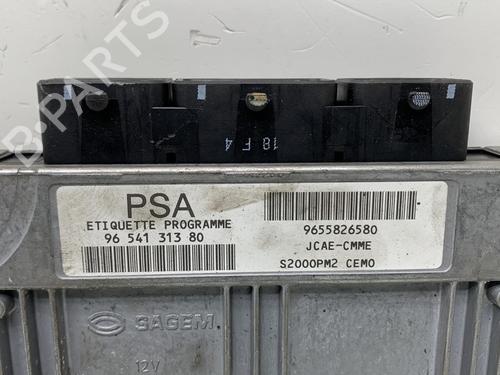 B-PARTS
18 F 4
PSA
ETIQUETTE PROGRAMME
96 541 313 80
9655826580
JCAE-CMME
S2000PM2 CEMO
SAGEM
12V